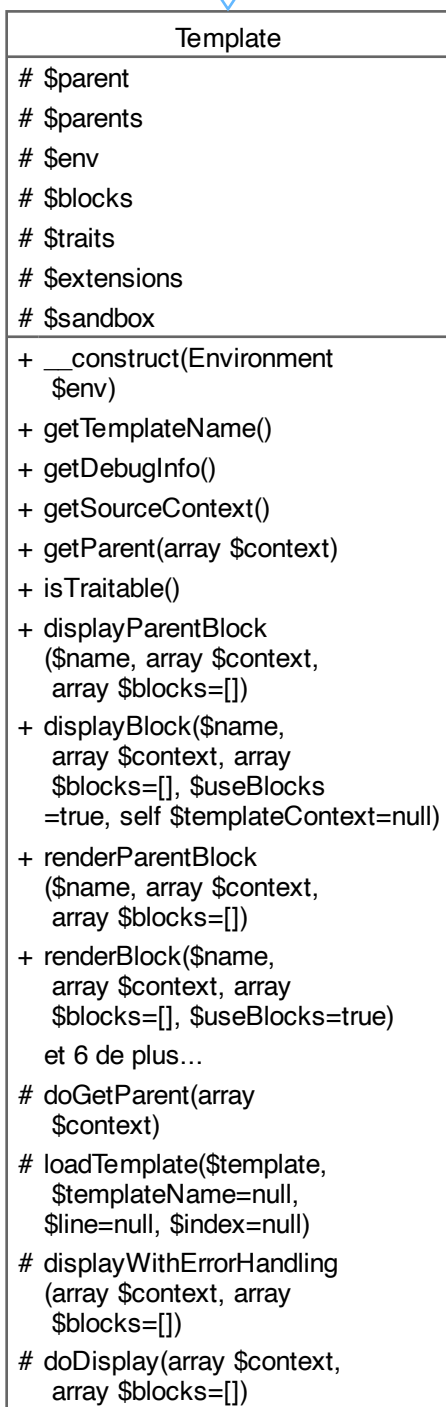 Template
# $parent
# $parents
# $env
# $blocks
# $traits
# $extensions
# $sandbox
+ __construct(Environment
$env)
+ getTemplateName()
+ getDebugInfo()
+ getSourceContext()
+ getParent(array $context)
+ isTraitable()
+ displayParentBlock
($name, array $context,
array $blocks=[])
+ displayBlock($name,
array $context, array
$blocks=[], $useBlocks
=true, self $templateContext=null)
+ renderParentBlock
($name, array $context,
array $blocks=[])
+ renderBlock($name,
array $context, array
$blocks=[], $useBlocks=true)
et 6 de plus...
# doGetParent(array
$context)
# loadTemplate($template,
$templateName=null,
$line=null, $index=null)
# displayWithErrorHandling
(array $context, array
$blocks=[])
# doDisplay(array $context,
array $blocks=[])